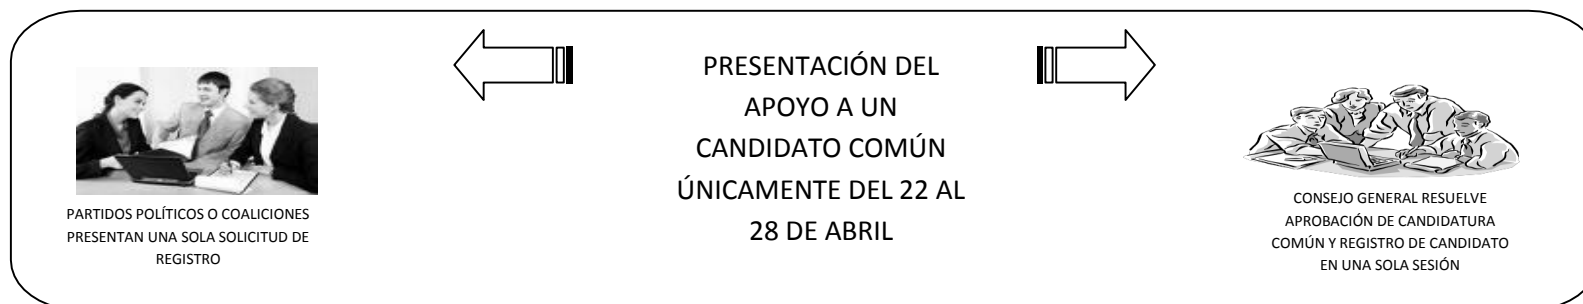 PARTIDOS POLÍTICOS O COALICIONES
PRESENTAN UNA SOLA SOLICITUD DE
REGISTRO
PRESENTACIÓN DEL
APOYO A UN
CANDIDATO COMÚN
ÚNICAMENTE DEL 22 AL
28 DE ABRIL
CONSEJO GENERAL RESUELVE
APROBACIÓN DE CANDIDATURA
COMÚN Y REGISTRO DE CANDIDATO
EN UNA SOLA SESIÓN